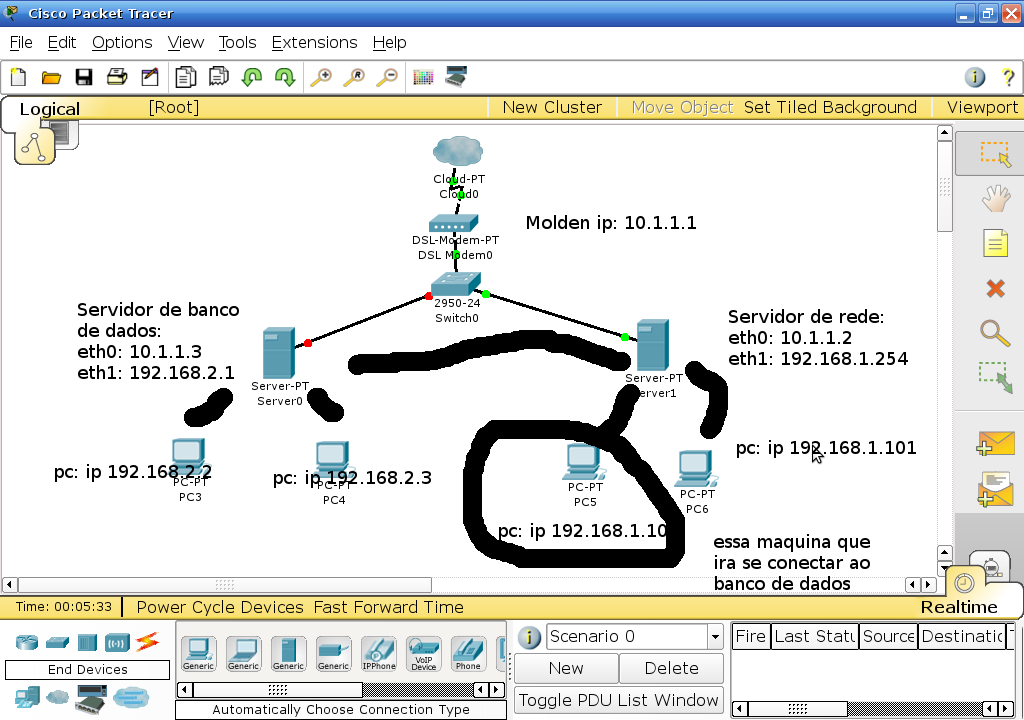 Cisco Packet Tracer
File Edit Options View Tools Extensions Help
Logical
[Root]
New Cluster
Move Object
Set Tiled Background
Viewport
Cloud-PT
Cloud0
Molden ip: 10.1.1.1
DSL-Modem-PT
DSL Modem0
2950-24
Switch0
Servidor de banco
de dados:
eth0: 10.1.1.3
eth1: 192.168.2.1
Servidor de rede:
eth0: 10.1.1.2
eth1: 192.168.1.254
Server-PT
Server0
Server-PT
erver1
pc: ip 192.168.2.2
PC-PT
PC3
pc: ip 192.168.2.3
PC-PT
PC4
PC-PT
PC5
pc: ip 192.168.1.10
PC-PT
PC6
pc: ip 192.168.1.101
essa maquina que
ira se conectar ao
banco de dados
Time: 00:05:33
Power Cycle Devices
Fast Forward Time
Realtime
End Devices
Generic
Generic
Generic
Generic
IPPhone
VoIP
Device
Phone
Automatically Choose Connection Type
Scenario 0
New
Delete
Toggle PDU List Window
Fire
Last Statu
Source
Destinatic